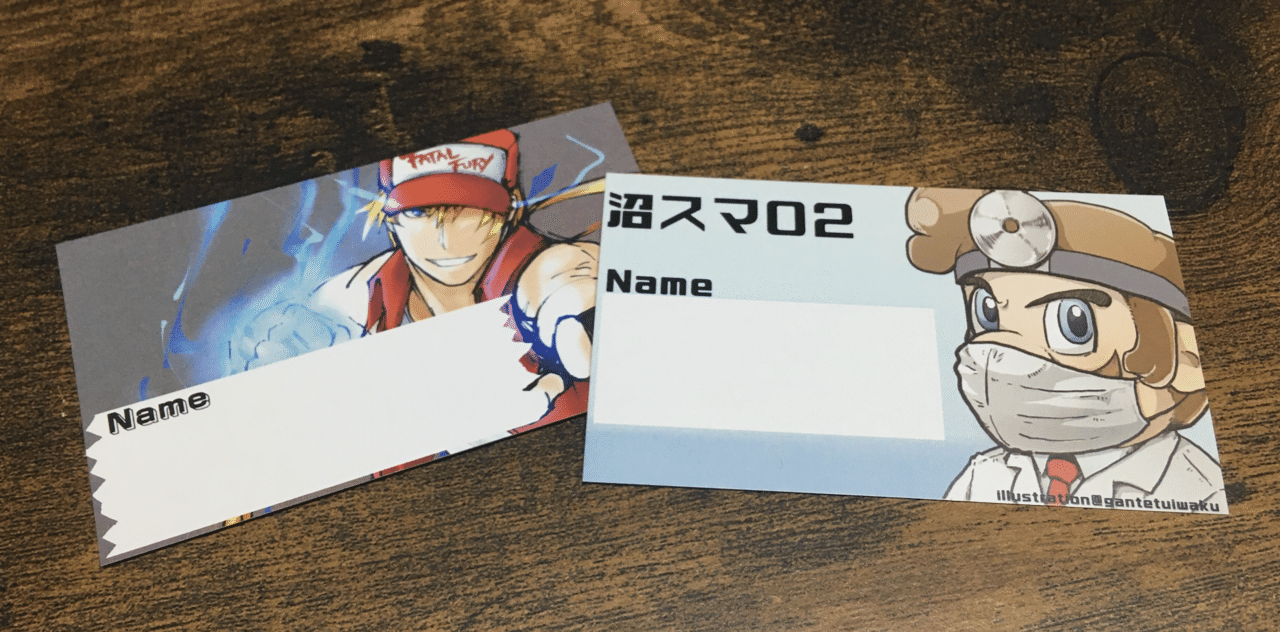 FATAL
FURY
Name
沼スマ02
Name
illustration@gantetuiwaku